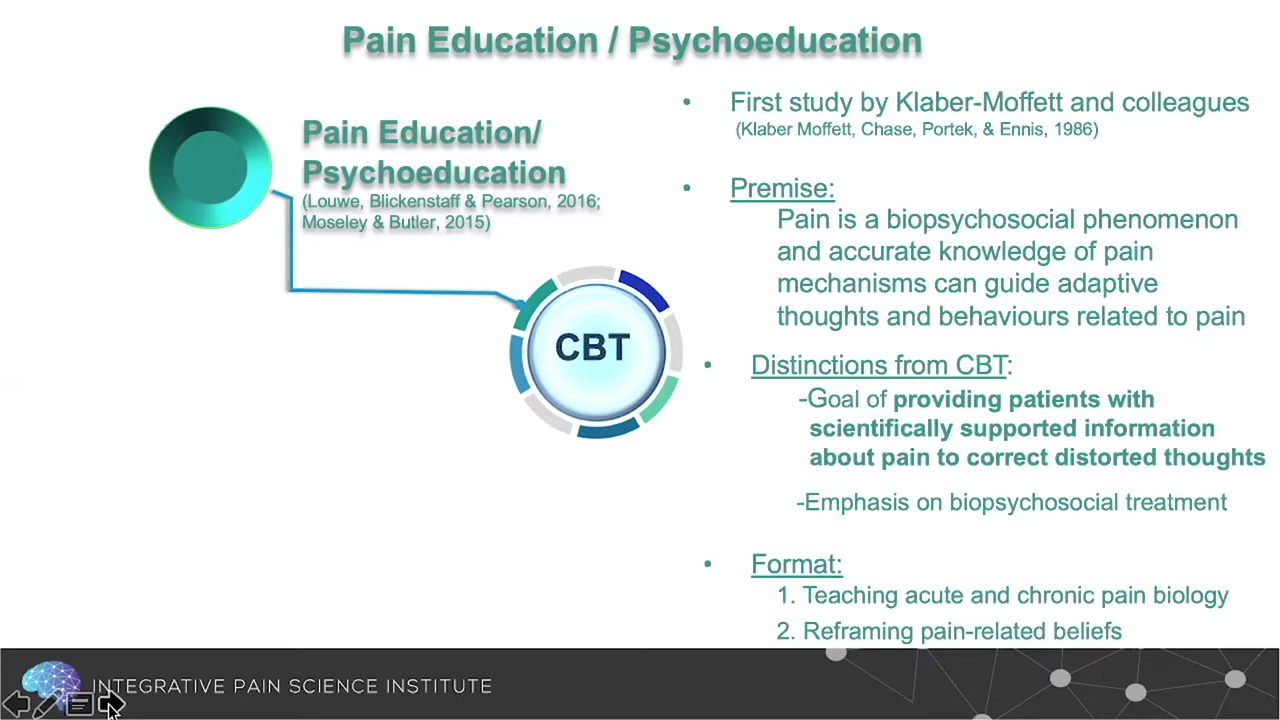 Pain Education / Psychoeducation
Pain Education/
Psychoeducation
(Louwe, Blickenstaff & Pearson, 2016;
Moseley & Butler, 2015)
CBT
• First study by Klaber-Moffett and colleagues
(Klaber Moffett, Chase, Portek, & Ennis, 1986)
• Premise:
Pain is a biopsychosocial phenomenon
and accurate knowledge of pain
mechanisms can guide adaptive
thoughts and behaviours related to pain
• Distinctions from CBT:
-Goal of providing patients with
scientifically supported information
about pain to correct distorted thoughts
-Emphasis on biopsychosocial treatment
• Format:
1. Teaching acute and chronic pain biology
2. Reframing pain-related beliefs
INTEGRATIVE PAIN SCIENCE INSTITUTE